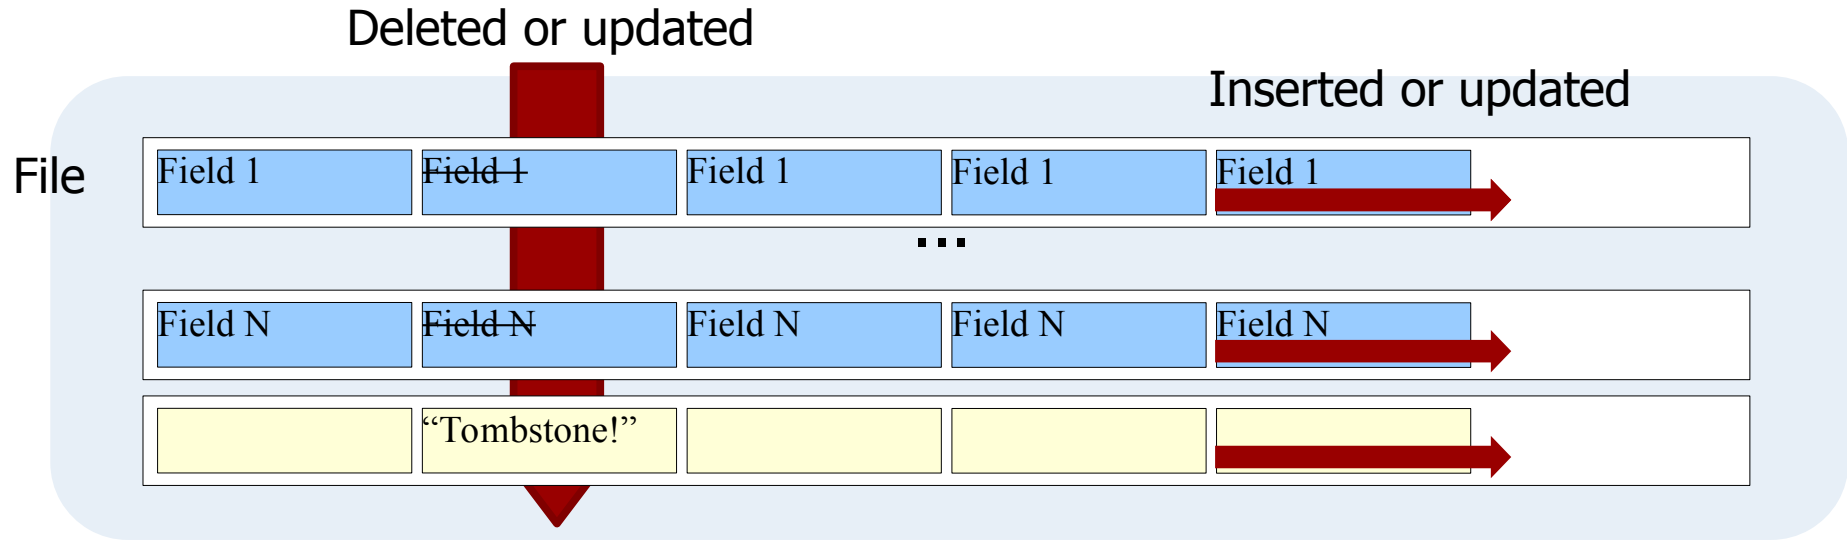 Deleted or updated
Inserted or updated
File
Field 1 Field 1 Field 1 Field 1 Field 1
...
Field N Field N Field N Field N Field N
“Tombstone!”